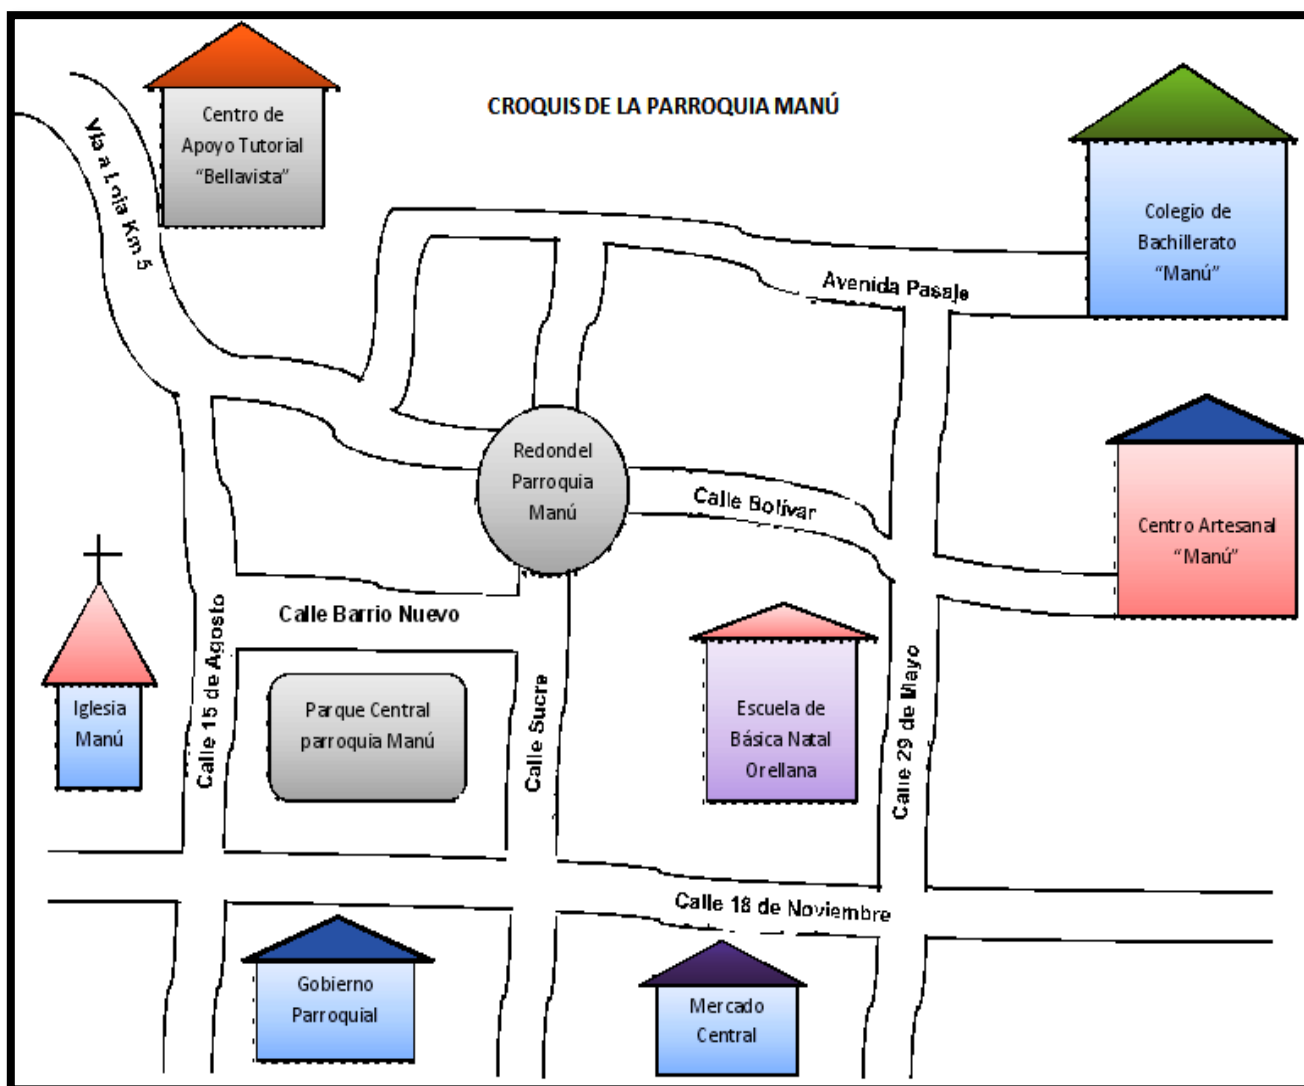 CROQUIS DE LA PARROQUIA MANÚ
Centro de
Apoyo Tutorial
“Bellavista”
Vía a Loja Km 5
Colegio de
Bachillerato
“Manú”
Avenida Pasaje
Redondel
Parroquia
Manú
Calle Bolívar
Centro Artesanal
“Manú”
Calle Barrio Nuevo
Calle 15 de Agosto
Iglesia
Manú
Parque Central
parroquia Manú
Calle Sucre
Escuela de
Básica Natal
Orellana
Calle 29 de Mayo
Calle 18 de Noviembre
Gobierno
Parroquial
Mercado
Central